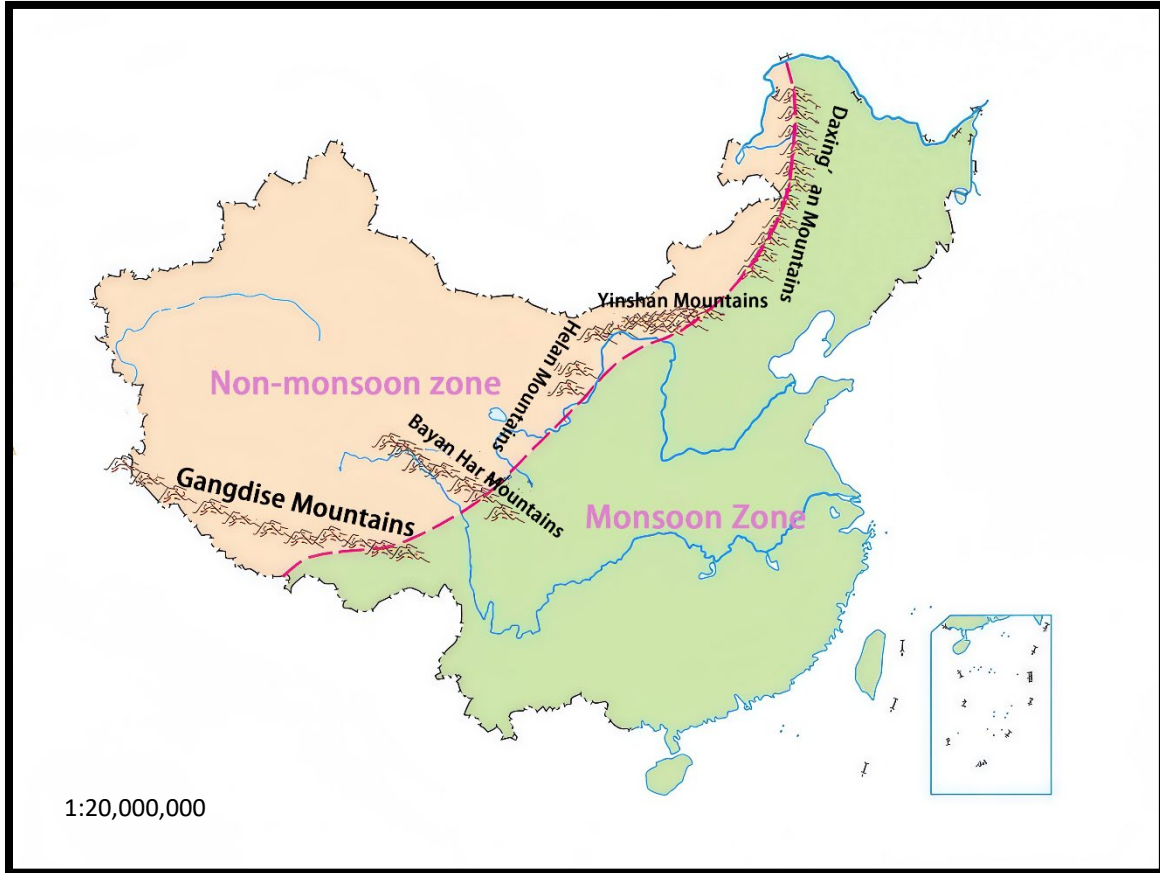 Daxing' an Mountains
Yinshan Mountains
Helan Mountains
Non-monsoon zone
Bayan Har Mountains
Gangdise Mountains
Monsoon Zone
1:20,000,000